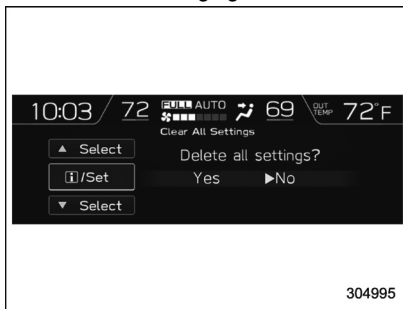 10:03 72 FULL AUTO 69 OUT TEMP 72°F
Clear All Settings
▲ Select
Delete all settings?
i/Set
Yes ▶No
▼ Select
304995